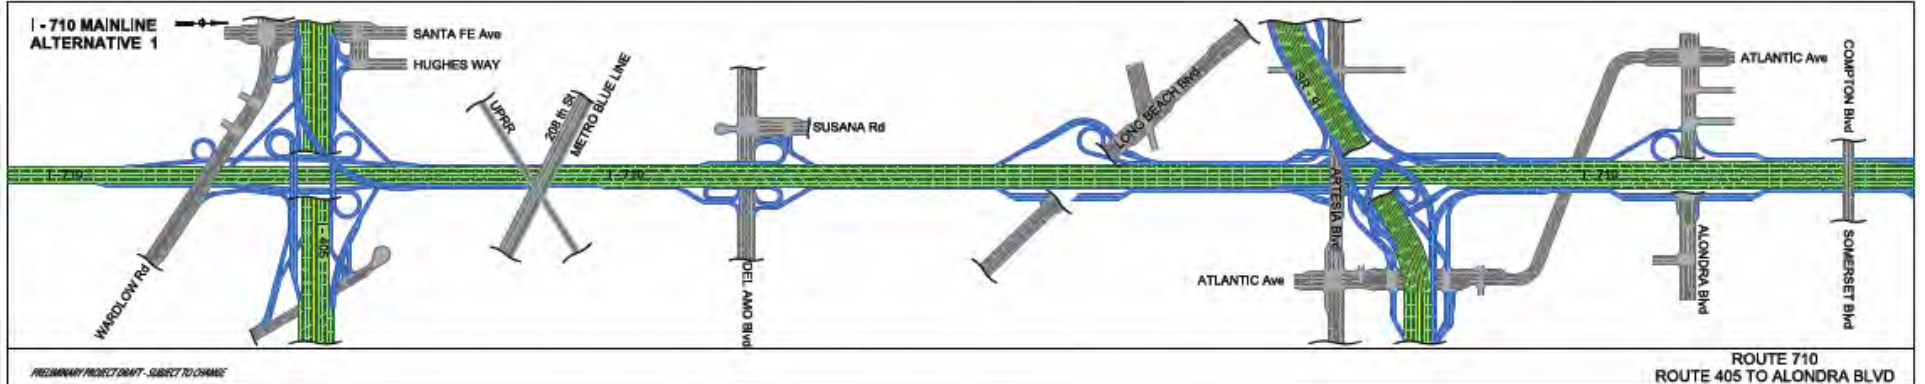 I - 710 MAINLINE
ALTERNATIVE 1
SANTA FE Ave
HUGHES WAY
WARDLOW Rd
I - 710
I - 405
UPRR
208 th St
METRO BLUE LINE
I - 710
SUSANA Rd
DEL AMO Blvd
LONG BEACH Blvd
SR - 91
ARTESIA Blvd
ATLANTIC Ave
I - 710
ATLANTIC Ave
ALONDRA Blvd
COMPTON Blvd
SOMERSET Blvd
PRELIMINARY PROJECT DRAFT - SUBJECT TO CHANGE
ROUTE 710
ROUTE 405 TO ALONDRA BLVD